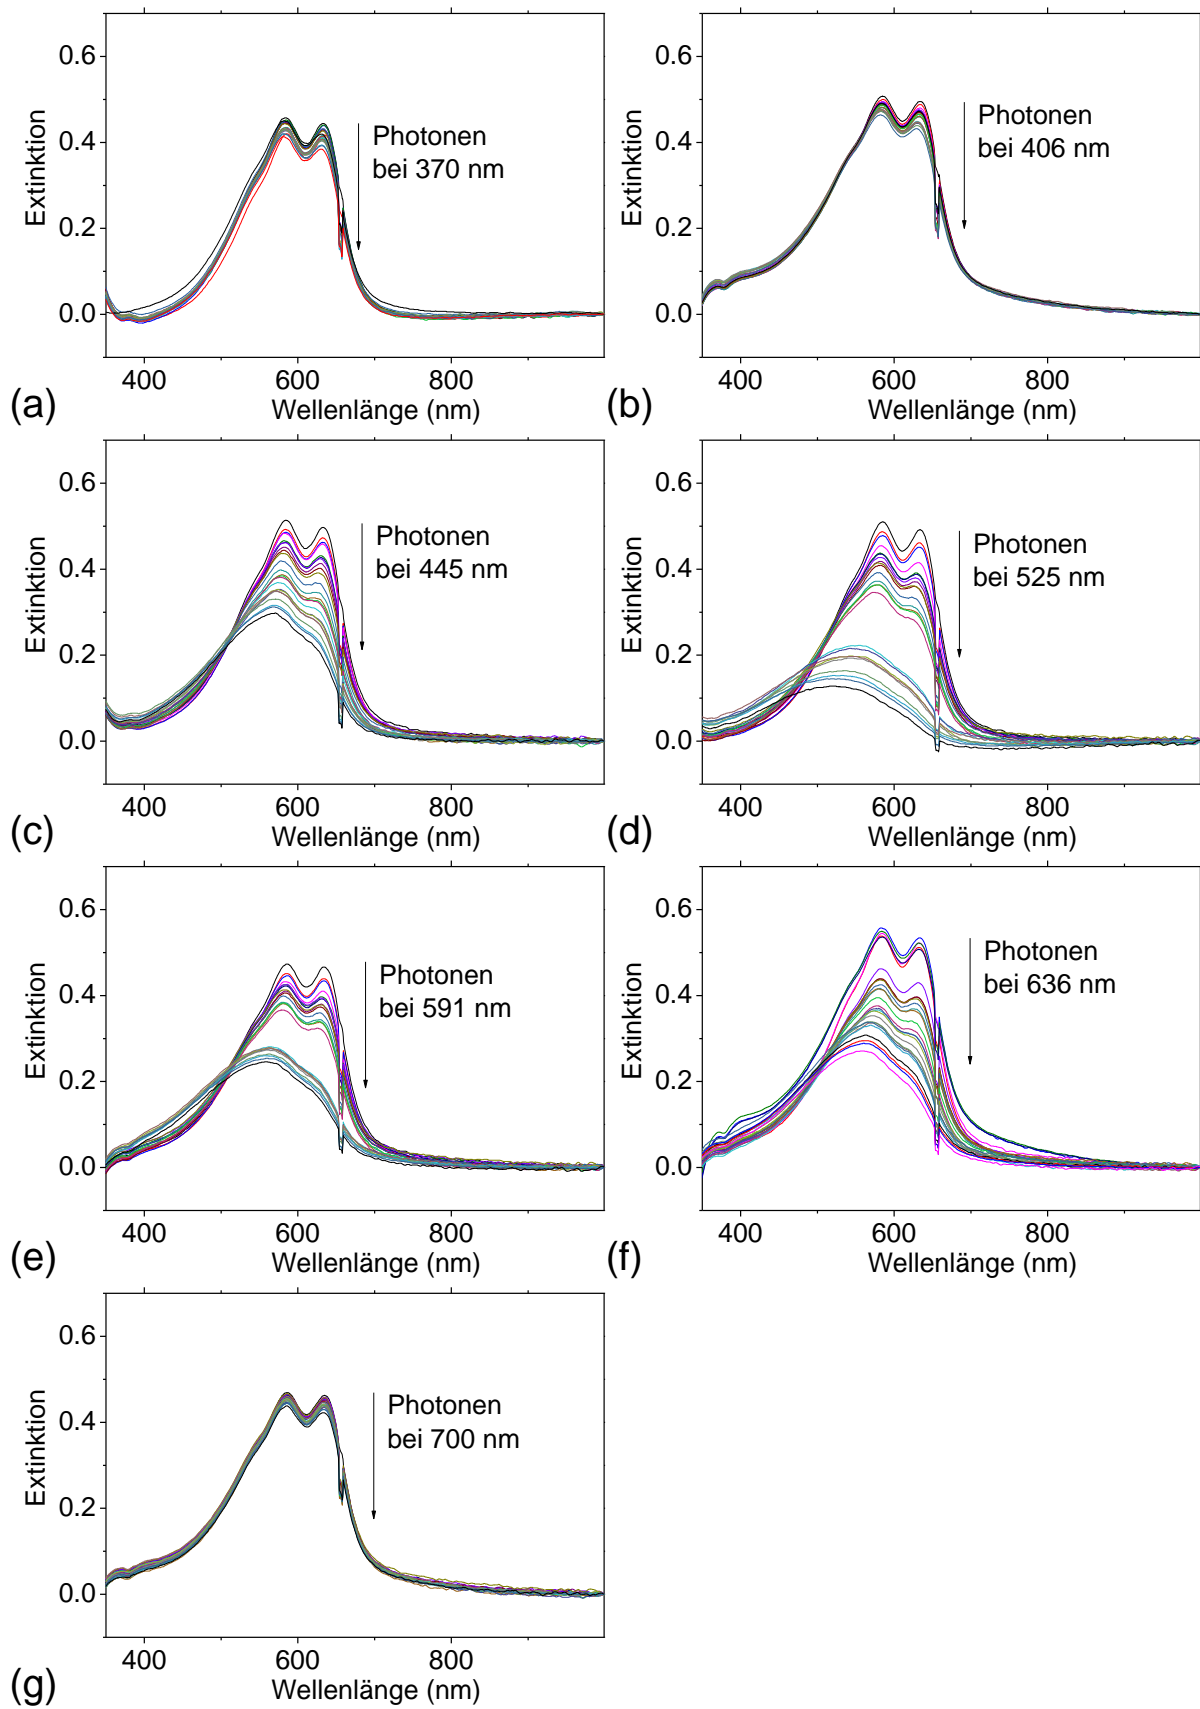 0.6
0.4
0.2
0.0
Extinktion
Photonen
bei 370 nm
400 600 800
Wellenlänge (nm)
(a)
0.6
0.4
0.2
0.0
Extinktion
Photonen
bei 406 nm
400 600 800
Wellenlänge (nm)
(b)
0.6
0.4
0.2
0.0
Extinktion
Photonen
bei 445 nm
400 600 800
Wellenlänge (nm)
(c)
0.6
0.4
0.2
0.0
Extinktion
Photonen
bei 525 nm
400 600 800
Wellenlänge (nm)
(d)
0.6
0.4
0.2
0.0
Extinktion
Photonen
bei 591 nm
400 600 800
Wellenlänge (nm)
(e)
0.6
0.4
0.2
0.0
Extinktion
Photonen
bei 636 nm
400 600 800
Wellenlänge (nm)
(f)
0.6
0.4
0.2
0.0
Extinktion
Photonen
bei 700 nm
400 600 800
Wellenlänge (nm)
(g)